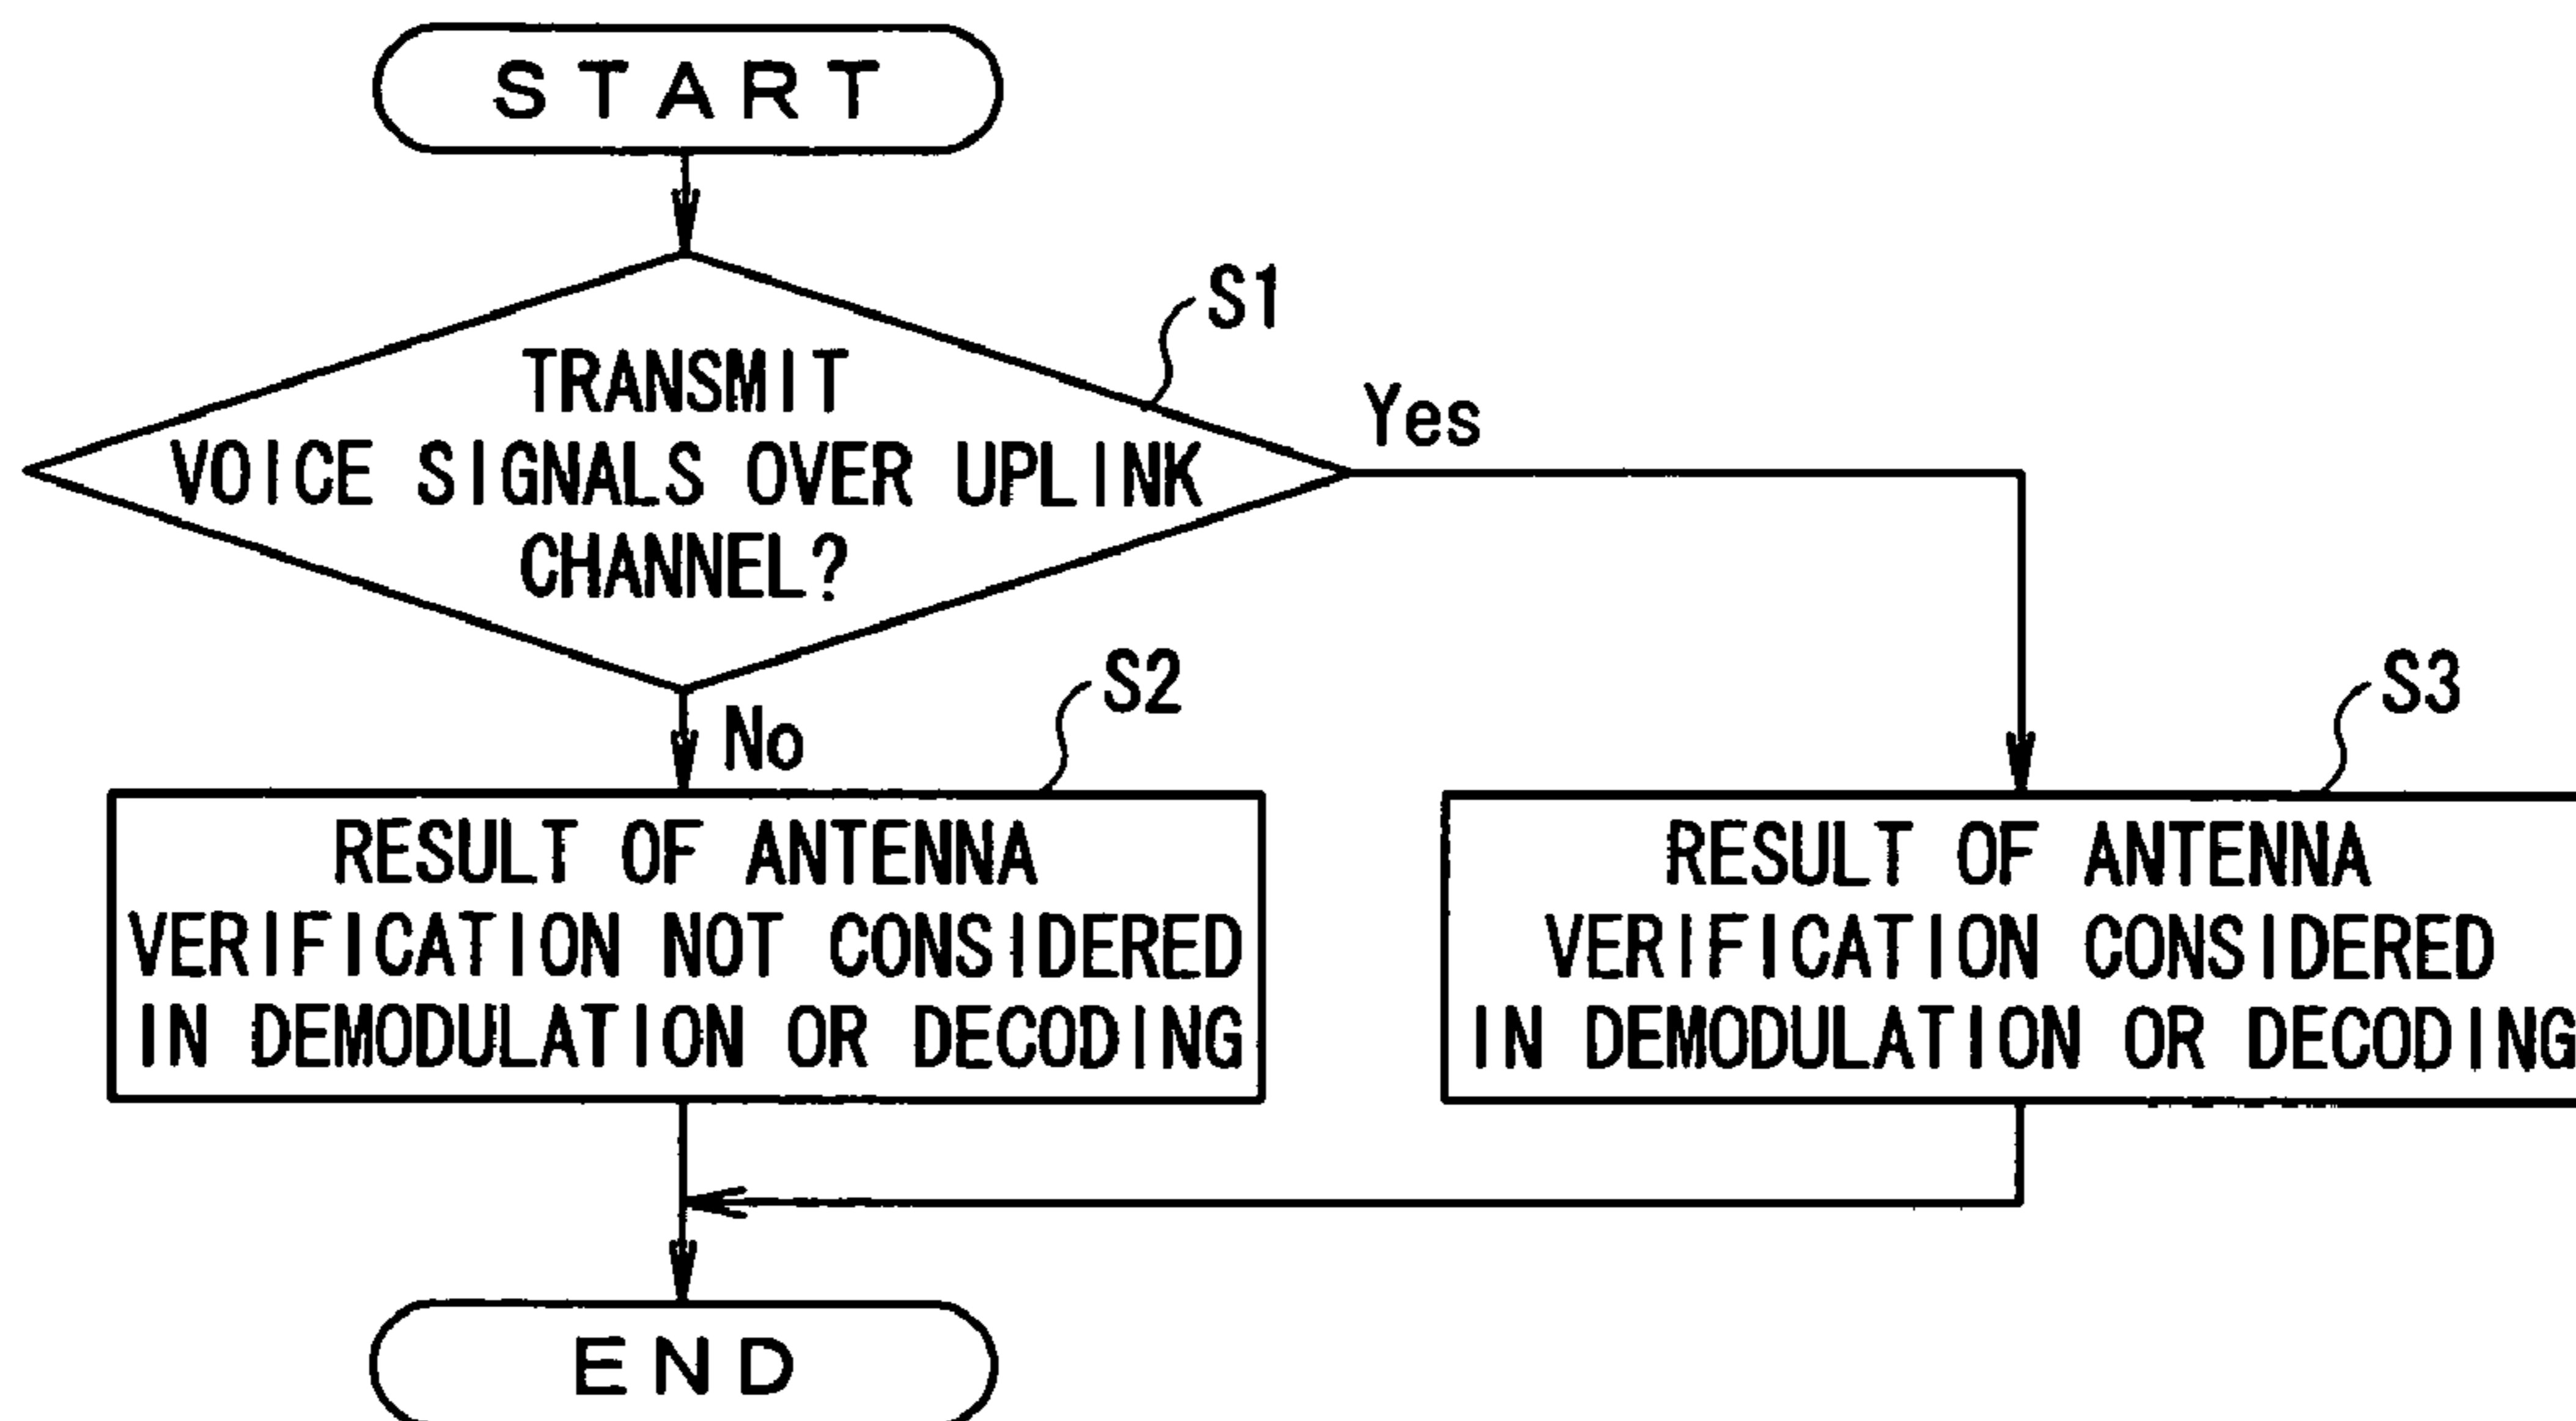 START
S1
TRANSMIT
VOICE SIGNALS OVER UPLINK
CHANNEL?
Yes
No
S2
RESULT OF ANTENNA
VERIFICATION NOT CONSIDERED
IN DEMODULATION OR DECODING
S3
RESULT OF ANTENNA
VERIFICATION CONSIDERED
IN DEMODULATION OR DECODING
END